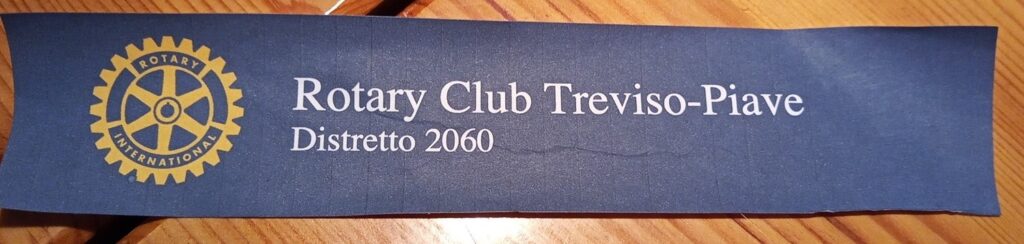 ROTARY
INTERNATIONAL
Rotary Club Treviso-Piave
Distretto 2060